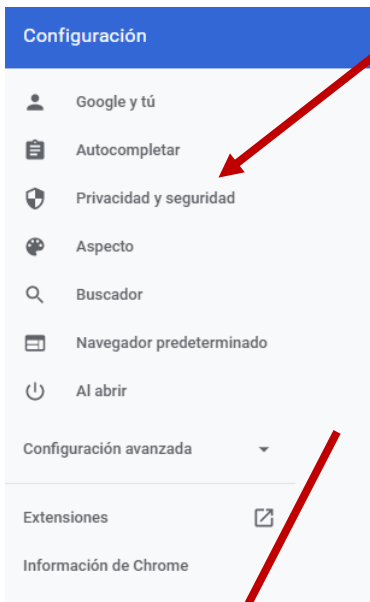 Configuración
Google y tú
Autocompletar
Privacidad y seguridad
Aspecto
Buscador
Navegador predeterminado
Al abrir
Configuración avanzada
Extensiones
Información de Chrome